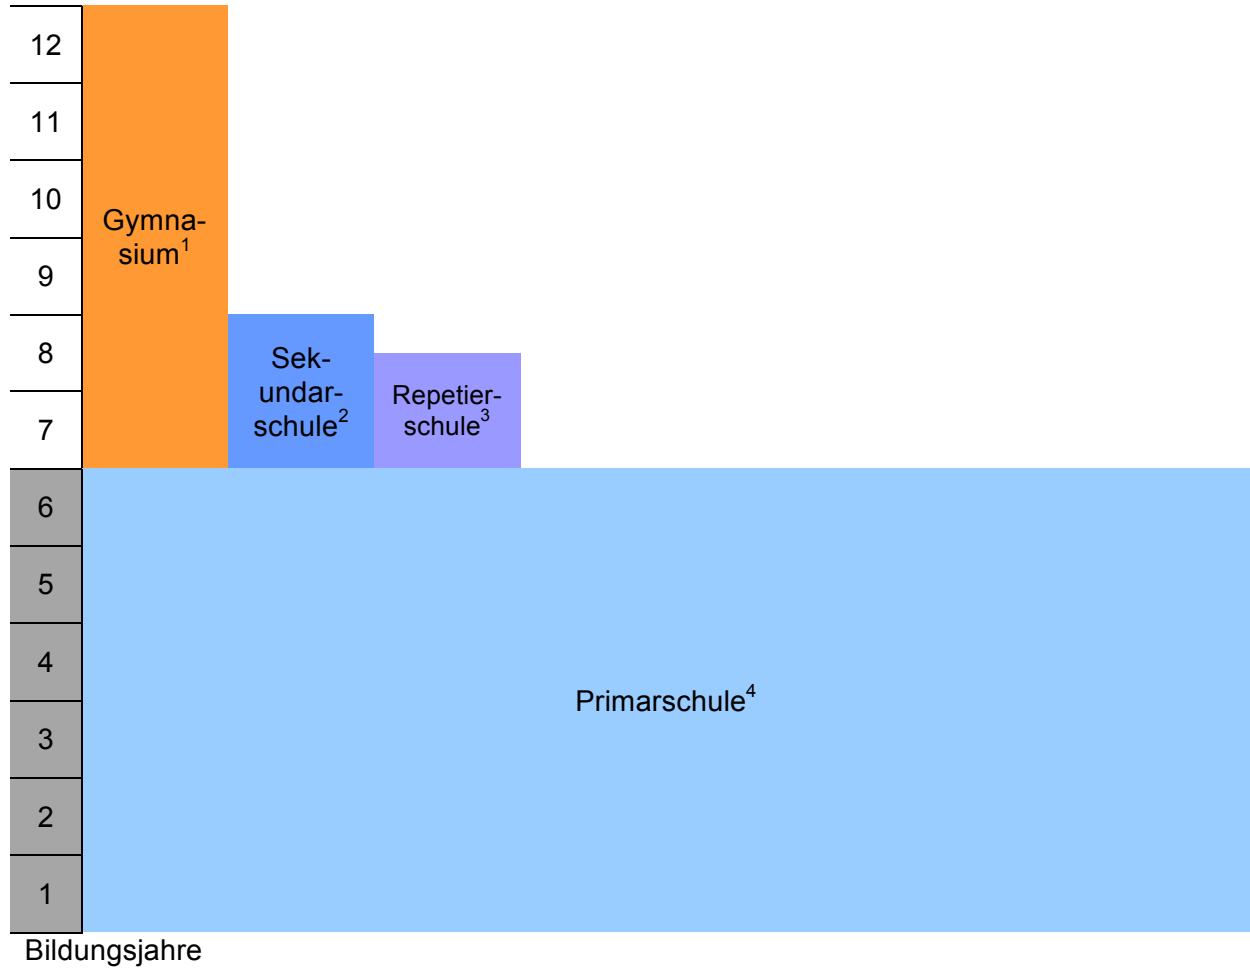 12
11
10
9
8
7
6
5
4
3
2
1
Gymna-
sium¹
Sek-
undar-
schule²
Repetier-
schule³
Primarschule⁴
Bildungsjahre